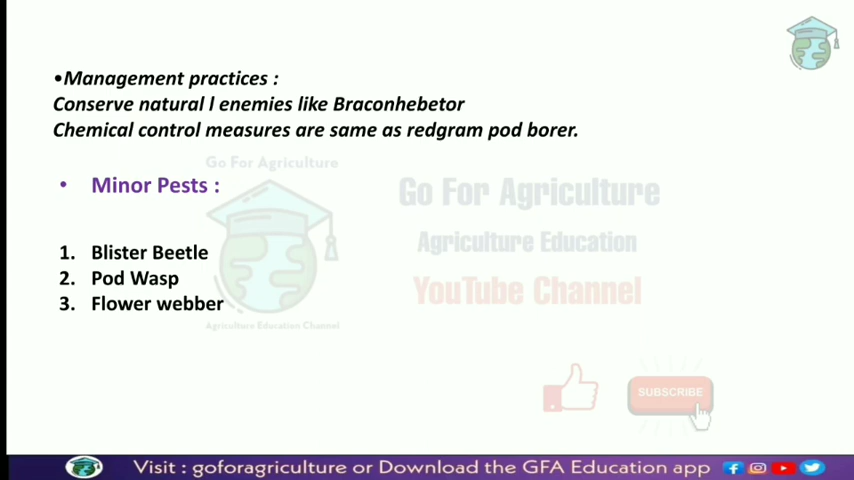 •Management practices :
Conserve natural l enemies like Braconhebetor
Chemical control measures are same as redgram pod borer.
Go For Agriculture
• Minor Pests :
Go For Agriculture
Agriculture Education
1. Blister Beetle
2. Pod Wasp
YouTube Channel
3. Flower webber
Agriculture Education Channel
SUBSCRIBE
Visit : goforagriculture or Download the GFA Education app